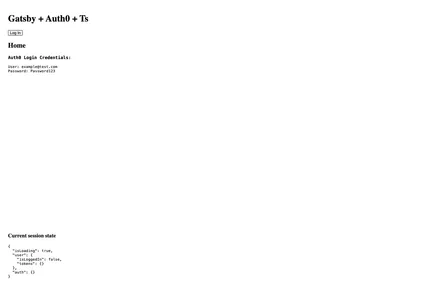 Gatsby + Auth0 + Ts
Log In
Home
Auth0 Login Credentials:
User: example@test.com
Password: Password123
Current session state
{
  "isLoading": true,
  "user": {
    "isLoggedIn": false,
    "tokens": {}
  },
  "auth": {}
}